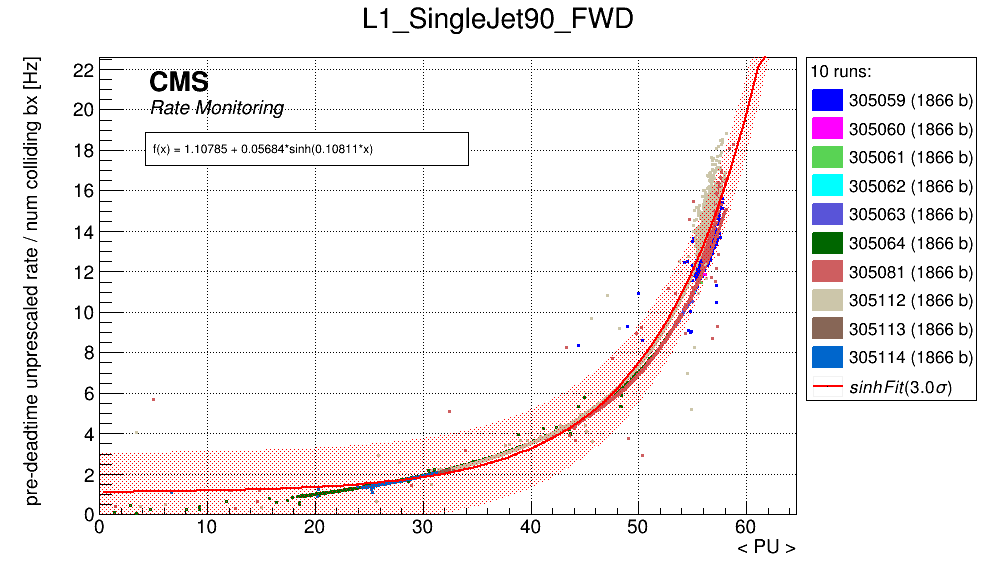 L1_SingleJet90_FWD
pre-deadtime unprescaled rate / num colliding bx [Hz]
22
20
18
16
14
12
10
8
6
4
2
0
CMS
Rate Monitoring
f(x) = 1.10785 + 0.05684*sinh(0.10811*x)
0 10 20 30 40 50 60
< PU >
10 runs:
305059 (1866 b)
305060 (1866 b)
305061 (1866 b)
305062 (1866 b)
305063 (1866 b)
305064 (1866 b)
305081 (1866 b)
305112 (1866 b)
305113 (1866 b)
305114 (1866 b)
sinhFit(3.0σ)